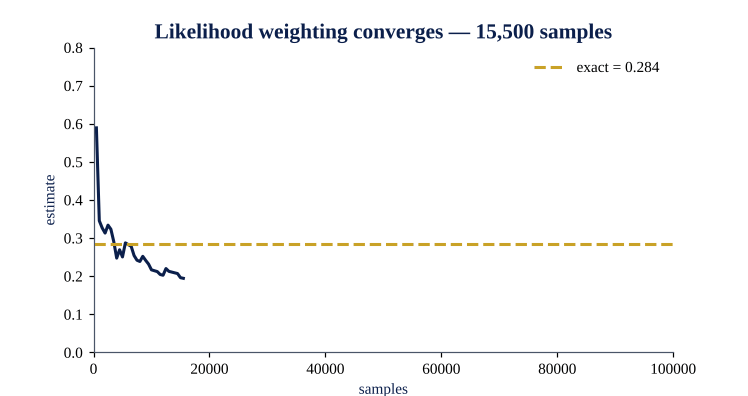 Likelihood weighting converges — 15,500 samples
exact = 0.284
estimate
0.8
0.7
0.6
0.5
0.4
0.3
0.2
0.1
0.0
0 20000 40000 60000 80000 100000
samples